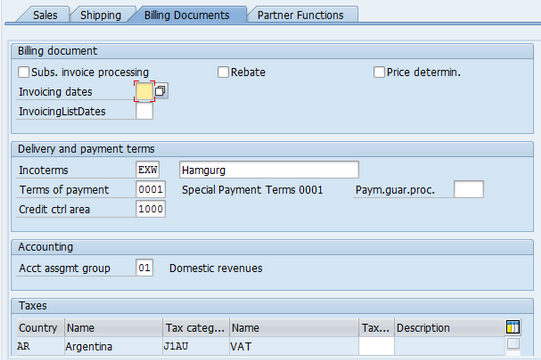 Sales Shipping Billing Documents Partner Functions
Billing document
Subs. invoice processing Rebate Price determin.
Invoicing dates
InvoicingListDates
Delivery and payment terms
Incoterms EXW Hamgurg
Terms of payment 0001 Special Payment Terms 0001 Paym.guar.proc.
Credit ctrl area 1000
Accounting
Acct assgmt group 01 Domestic revenues
Taxes
Country Name Tax categ... Name Tax... Description
AR Argentina J1AU VAT